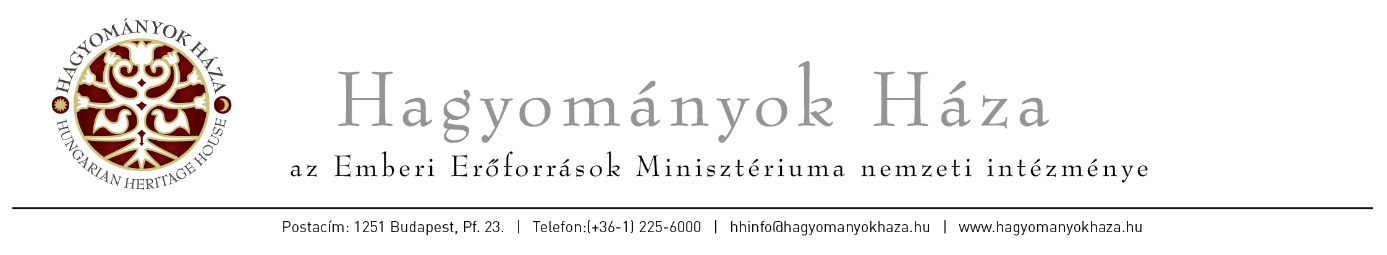 HAGYOMÁNYOK HÁZA
HUNGARIAN HERITAGE HOUSE
Hagyományok Háza
az Emberi Erőforrások Minisztériuma nemzeti intézménye
Postacím: 1251 Budapest, Pf. 23. | Telefon:(+36-1) 225-6000 | hhinfo@hagyomanyokhaza.hu | www.hagyomanyokhaza.hu